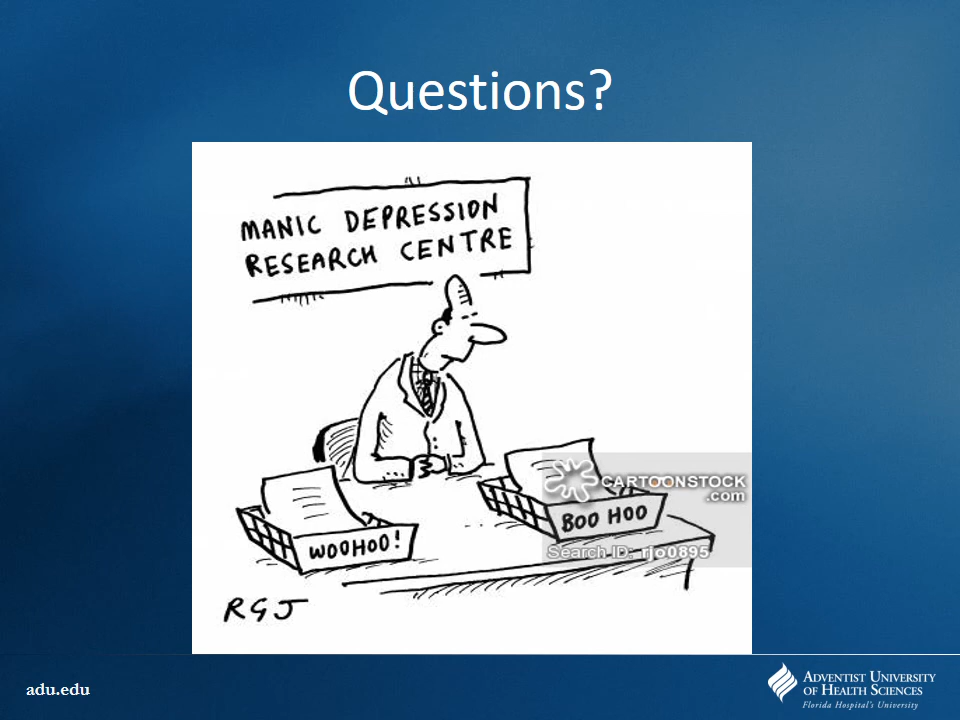 Questions?
MANIC DEPRESSION
RESEARCH CENTRE
WOOHOO!
BOO HOO
CARTOONSTOCK
.com
Search ID: rjo0895
RGJ
adu.edu
ADVENTIST UNIVERSITY
OF HEALTH SCIENCES
Florida Hospital's University